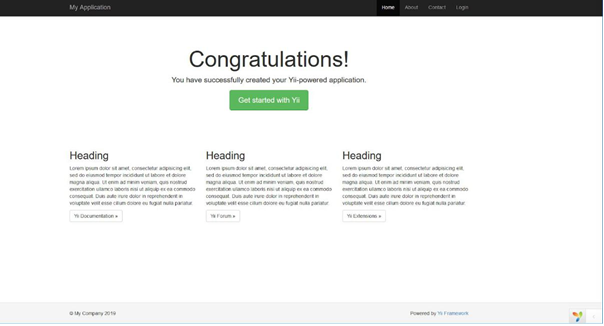 My Application
Home About Contact Login
Congratulations!
You have successfully created your Yii-powered application.
Get started with Yii
Heading
Lorem ipsum dolor sit amet, consectetur adipisicing elit,
sed do eiusmod tempor incididunt ut labore et dolore
magna aliqua. Ut enim ad minim veniam, quis nostrud
exercitation ullamco laboris nisi ut aliquip ex ea commodo
consequat. Duis aute irure dolor in reprehenderit in
voluptate velit esse cillum dolore eu fugiat nulla pariatur.
Yii Documentation »
Heading
Lorem ipsum dolor sit amet, consectetur adipisicing elit,
sed do eiusmod tempor incididunt ut labore et dolore
magna aliqua. Ut enim ad minim veniam, quis nostrud
exercitation ullamco laboris nisi ut aliquip ex ea commodo
consequat. Duis aute irure dolor in reprehenderit in
voluptate velit esse cillum dolore eu fugiat nulla pariatur.
Yii Forum »
Heading
Lorem ipsum dolor sit amet, consectetur adipisicing elit,
sed do eiusmod tempor incididunt ut labore et dolore
magna aliqua. Ut enim ad minim veniam, quis nostrud
exercitation ullamco laboris nisi ut aliquip ex ea commodo
consequat. Duis aute irure dolor in reprehenderit in
voluptate velit esse cillum dolore eu fugiat nulla pariatur.
Yii Extensions »
© My Company 2019
Powered by Yii Framework